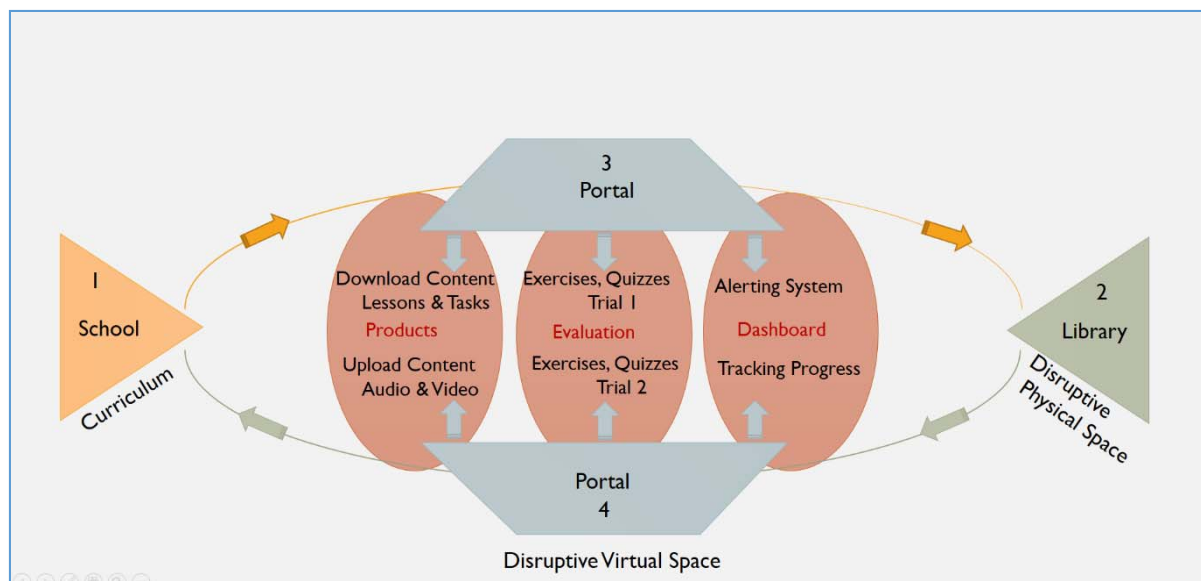 3
Portal
1
School
Curriculum
Download Content
Lessons & Tasks
Products
Upload Content
Audio & Video
Exercises, Quizzes
Trial 1
Evaluation
Exercises, Quizzes
Trial 2
Alerting System
Dashboard
Tracking Progress
2
Library
Disruptive
Physical Space
Portal
4
Disruptive Virtual Space